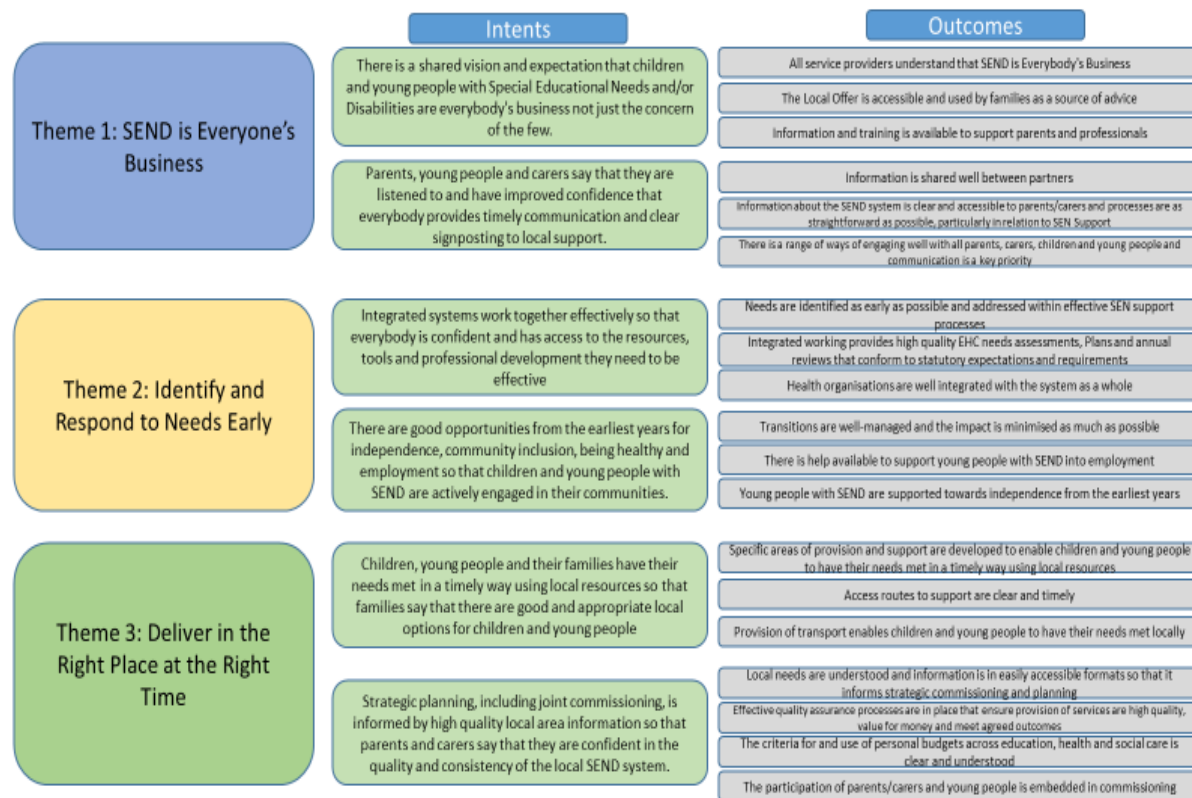 Intents
Outcomes
Theme 1: SEND is Everyone's
Business
There is a shared vision and expectation that children
and young people with Special Educational Needs and/or
Disabilities are everybody's business not just the concern
of the few.
All service providers understand that SEND is Everybody's Business
The Local Offer is accessible and used by families as a source of advice
Information and training is available to support parents and professionals
Parents, young people and carers say that they are
listened to and have improved confidence that
everybody provides timely communication and clear
signposting to local support.
Information is shared well between partners
Information about the SEND system is clear and accessible to parents/carers and processes are as
straightforward as possible, particularly in relation to SEN Support
There is a range of ways of engaging well with all parents, carers, children and young people and
communication is a key priority
Theme 2: Identify and
Respond to Needs Early
Integrated systems work together effectively so that
everybody is confident and has access to the resources,
tools and professional development they need to be
effective
Needs are identified as early as possible and addressed within effective SEN support
processes
Integrated working provides high quality EHC needs assessments, Plans and annual
reviews that conform to statutory expectations and requirements
Health organisations are well integrated with the system as a whole
There are good opportunities from the earliest years for
independence, community inclusion, being healthy and
employment so that children and young people with
SEND are actively engaged in their communities.
Transitions are well-managed and the impact is minimised as much as possible
There is help available to support young people with SEND into employment
Young people with SEND are supported towards independence from the earliest years
Theme 3: Deliver in the
Right Place at the Right
Time
Children, young people and their families have their
needs met in a timely way using local resources so that
families say that there are good and appropriate local
options for children and young people
Specific areas of provision and support are developed to enable children and young people
to have their needs met in a timely way using local resources
Access routes to support are clear and timely
Provision of transport enables children and young people to have their needs met locally
Strategic planning, including joint commissioning, is
informed by high quality local area information so that
parents and carers say that they are confident in the
quality and consistency of the local SEND system.
Local needs are understood and information is in easily accessible formats so that it
informs strategic commissioning and planning
Effective quality assurance processes are in place that ensure provision of services are high quality,
value for money and meet agreed outcomes
The criteria for and use of personal budgets across education, health and social care is
clear and understood
The participation of parents/carers and young people is embedded in commissioning